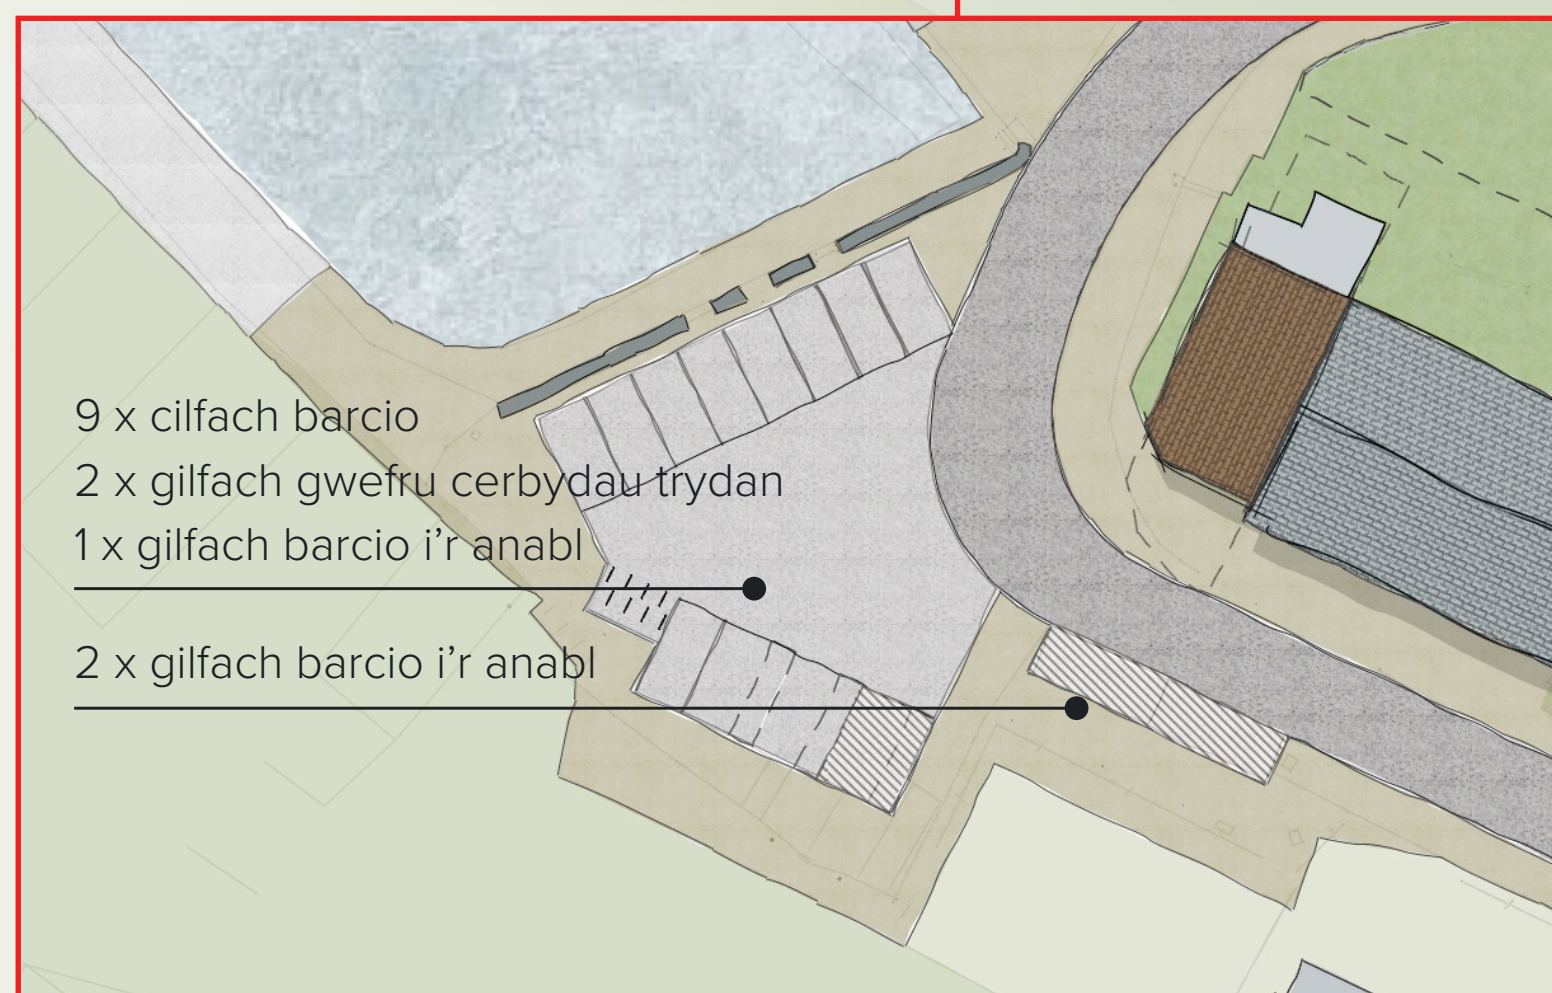 9 x cilfach barcio
2 x gilfach gwefru cerbydau trydan
1 x gilfach barcio i’r anabl
2 x gilfach barcio i’r anabl